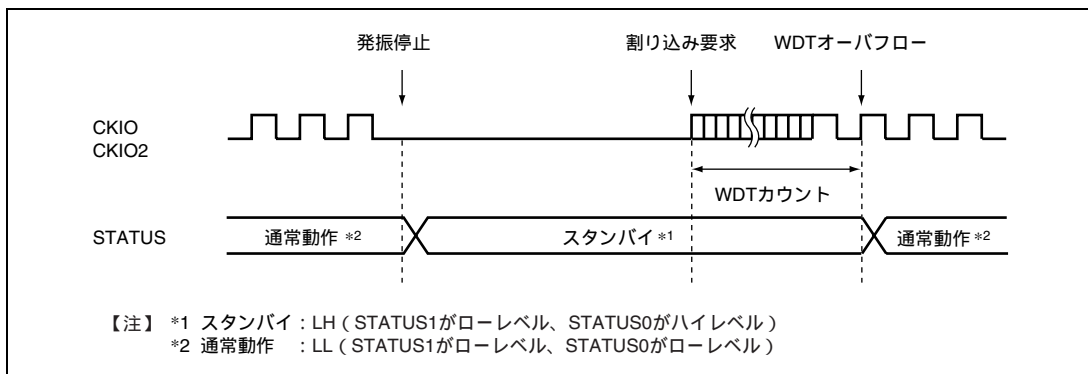 発振停止 割り込み要求 WDTオーバフロー
CKIO
CKIO2
WDTカウント
STATUS 通常動作 *2 スタンバイ *1 通常動作 *2
【注】 *1 スタンバイ：LH（STATUS1がローレベル、STATUS0がハイレベル）
*2 通常動作 ：LL（STATUS1がローレベル、STATUS0がローレベル）